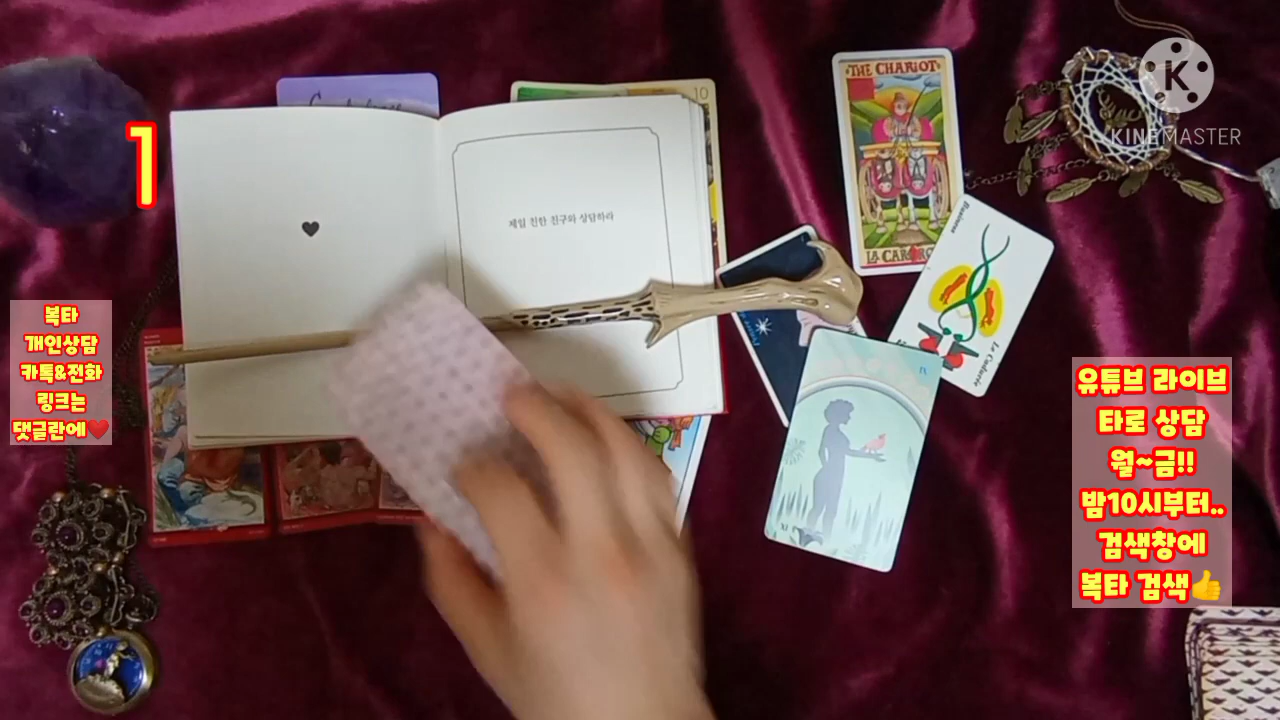 1
복타
개인상담
카톡&전화
링크는
댓글란에❤️
10
제일 친한 친구와 상담하라
THE CHARIOT
KINEMASTER
유튜브 라이브
타로 상담
월~금!!
밤10시부터..
검색창에
복타 검색👍